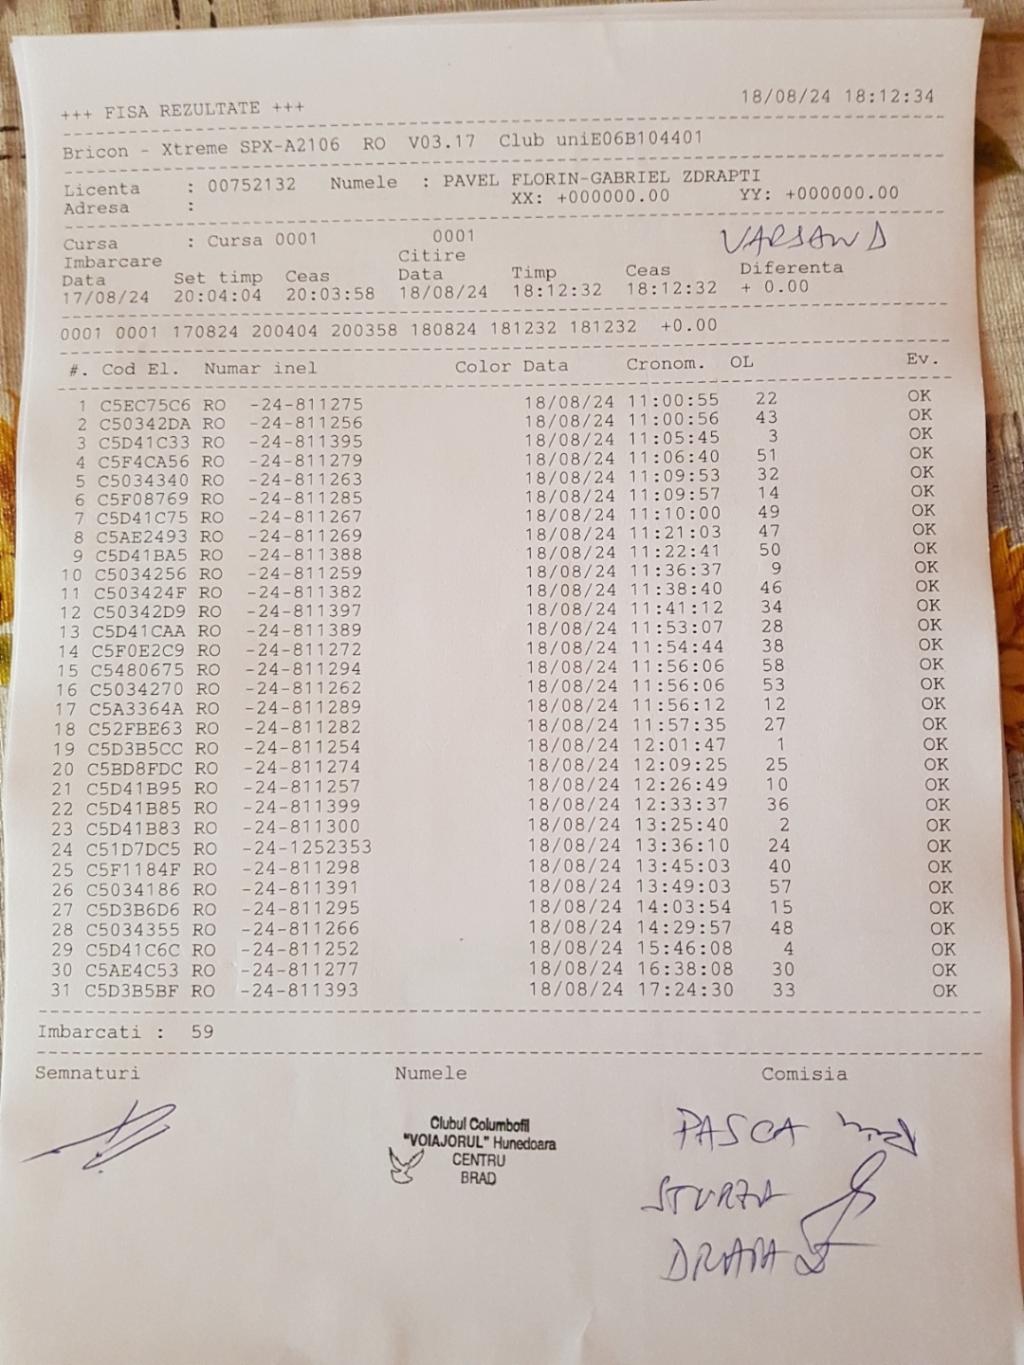 +++ FISA REZULTATE +++ 18/08/24 18:12:34
Bricon - Xtreme SPX-A2106 RO V03.17 Club uniE06B104401
Licenta : 00752132 Numele : PAVEL FLORIN-GABRIEL ZDRAPTI
Adresa : XX: +000000.00 YY: +000000.00
Cursa : Cursa 0001 0001 VARSAND
Imbarcare Citire
Data Set timp Ceas Data Timp Ceas Diferenta
17/08/24 20:04:04 20:03:58 18/08/24 18:12:32 18:12:32 + 0.00
0001 0001 170824 200404 200358 180824 181232 181232 +0.00
#. Cod El. Numar inel Color Data Cronom. OL Ev.
1 C5EC75C6 RO -24-811275 18/08/24 11:00:55 22 OK
2 C50342DA RO -24-811256 18/08/24 11:00:56 43 OK
3 C5D41C33 RO -24-811395 18/08/24 11:05:45 3 OK
4 C5F4CA56 RO -24-811279 18/08/24 11:06:40 51 OK
5 C5034340 RO -24-811263 18/08/24 11:09:53 32 OK
6 C5F08769 RO -24-811285 18/08/24 11:09:57 14 OK
7 C5D41C75 RO -24-811267 18/08/24 11:10:00 49 OK
8 C5AE2493 RO -24-811269 18/08/24 11:21:03 47 OK
9 C5D41BA5 RO -24-811388 18/08/24 11:22:41 50 OK
10 C5034256 RO -24-811259 18/08/24 11:36:37 9 OK
11 C503424F RO -24-811382 18/08/24 11:38:40 46 OK
12 C50342D9 RO -24-811397 18/08/24 11:41:12 34 OK
13 C5D41CAA RO -24-811389 18/08/24 11:53:07 28 OK
14 C5F0E2C9 RO -24-811272 18/08/24 11:54:44 38 OK
15 C5480675 RO -24-811294 18/08/24 11:56:06 58 OK
16 C5034270 RO -24-811262 18/08/24 11:56:06 53 OK
17 C5A3364A RO -24-811289 18/08/24 11:56:12 12 OK
18 C52FBE63 RO -24-811282 18/08/24 11:57:35 27 OK
19 C5D3B5CC RO -24-811254 18/08/24 12:01:47 1 OK
20 C5BD8FDC RO -24-811274 18/08/24 12:09:25 25 OK
21 C5D41B95 RO -24-811257 18/08/24 12:26:49 10 OK
22 C5D41B85 RO -24-811399 18/08/24 12:33:37 36 OK
23 C5D41B83 RO -24-811300 18/08/24 13:25:40 2 OK
24 C51D7DC5 RO -24-1252353 18/08/24 13:36:10 24 OK
25 C5F1184F RO -24-811298 18/08/24 13:45:03 40 OK
26 C5034186 RO -24-811391 18/08/24 13:49:03 57 OK
27 C5D3B6D6 RO -24-811295 18/08/24 14:03:54 15 OK
28 C5034355 RO -24-811266 18/08/24 14:29:57 48 OK
29 C5D41C6C RO -24-811252 18/08/24 15:46:08 4 OK
30 C5AE4C53 RO -24-811277 18/08/24 16:38:08 30 OK
31 C5D3B5BF RO -24-811393 18/08/24 17:24:30 33 OK
Imbarcati : 59
Semnaturi Numele Comisia
Clubul Columbofil
"VOIAJORUL" Hunedoara
CENTRU
BRAD
PASCA
STURZA